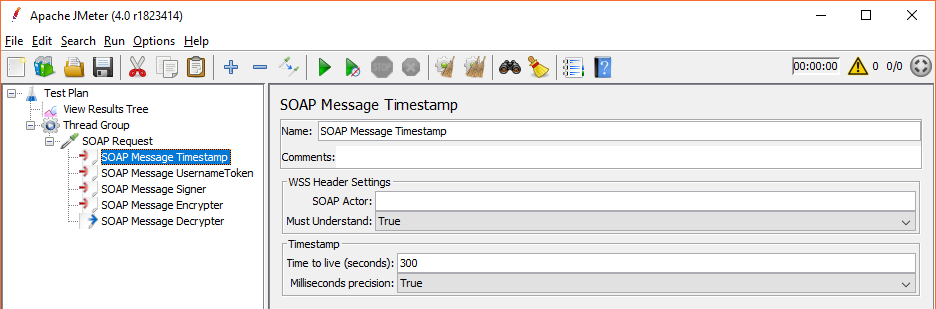 Apache JMeter (4.0 r1823414)
File Edit Search Run Options Help
00:00:00 0 0/0
Test Plan
View Results Tree
Thread Group
SOAP Request
SOAP Message Timestamp
SOAP Message UsernameToken
SOAP Message Signer
SOAP Message Encrypter
SOAP Message Decrypter
SOAP Message Timestamp
Name: SOAP Message Timestamp
Comments:
WSS Header Settings
SOAP Actor:
Must Understand: True
Timestamp
Time to live (seconds): 300
Milliseconds precision: True